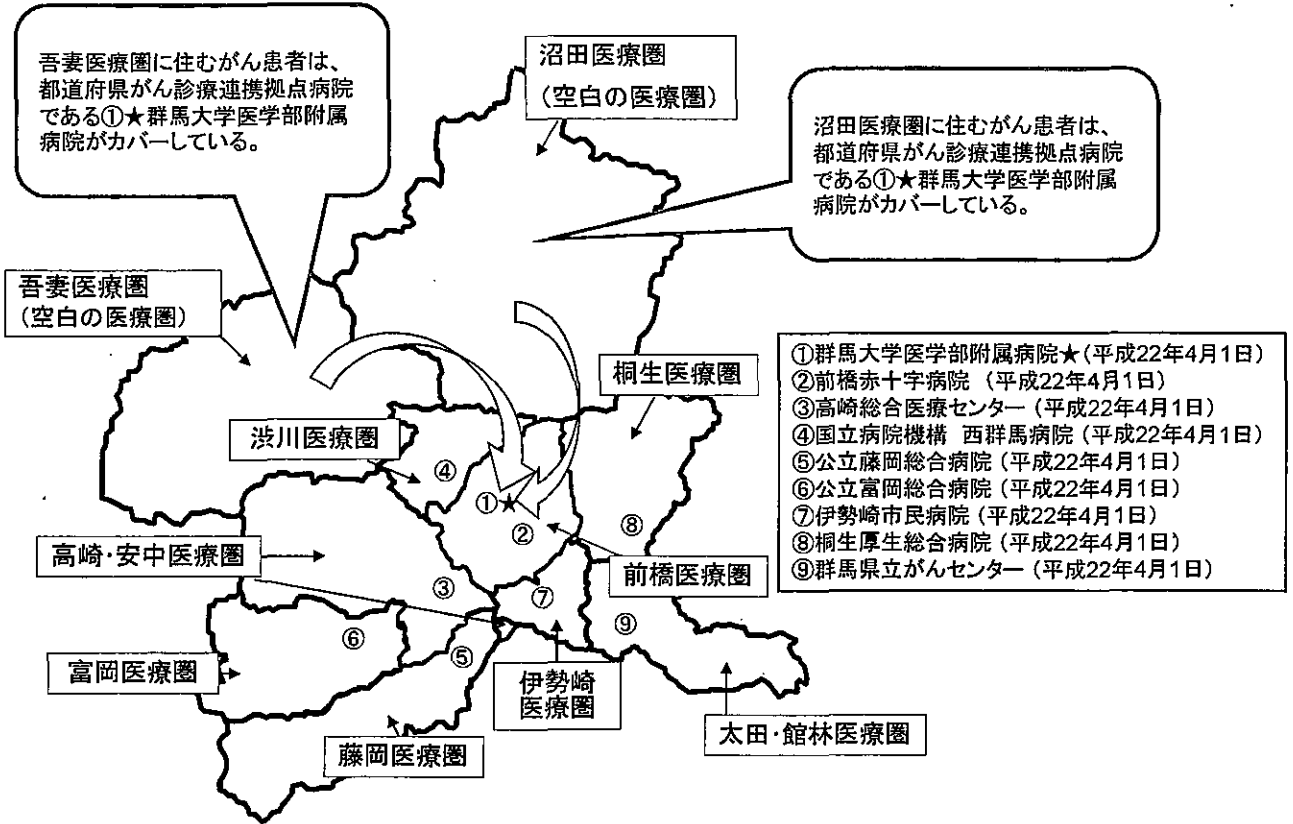 吾妻医療圏に住むがん患者は、
都道府県がん診療連携拠点病院
である①★群馬大学医学部附属
病院がカバーしている。
沼田医療圏
(空白の医療圏)
沼田医療圏に住むがん患者は、
都道府県がん診療連携拠点病院
である①★群馬大学医学部附属
病院がカバーしている。
吾妻医療圏
(空白の医療圏)
桐生医療圏
渋川医療圏
①群馬大学医学部附属病院★(平成22年4月1日)
②前橋赤十字病院 (平成22年4月1日)
③高崎総合医療センター (平成22年4月1日)
④国立病院機構 西群馬病院 (平成22年4月1日)
⑤公立藤岡総合病院 (平成22年4月1日)
⑥公立富岡総合病院 (平成22年4月1日)
⑦伊勢崎市民病院 (平成22年4月1日)
⑧桐生厚生総合病院 (平成22年4月1日)
⑨群馬県立がんセンター (平成22年4月1日)
④
①★
②
⑧
高崎・安中医療圏
前橋医療圏
③
⑦
⑨
⑥
⑤
富岡医療圏
伊勢崎
医療圏
太田・館林医療圏
藤岡医療圏